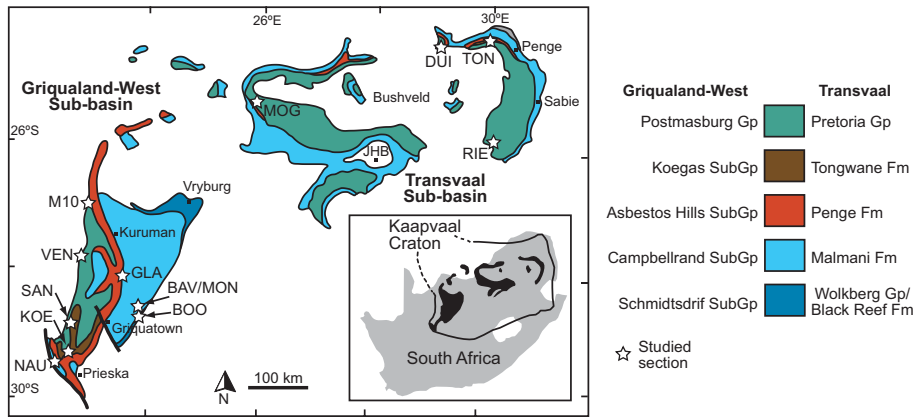 26ºE
30ºE
Penge
DUI
TON
Griqualand-West
Sub-basin
Bushveld
MOG
Sabie
26ºS
JHB
RIE
Transvaal
Sub-basin
Vryburg
M10
Kuruman
VEN
GLA
SAN
BAV/MON
BOO
KOE
Griquatown
NAU
Prieska
30ºS
N
100 km
Kaapvaal
Craton
South Africa
Griqualand-West
Transvaal
Postmasburg Gp
Pretoria Gp
Koegas SubGp
Tongwane Fm
Asbestos Hills SubGp
Penge Fm
Campbellrand SubGp
Malmani Fm
Schmidtsdrif SubGp
Wolkberg Gp/
Black Reef Fm
Studied
section